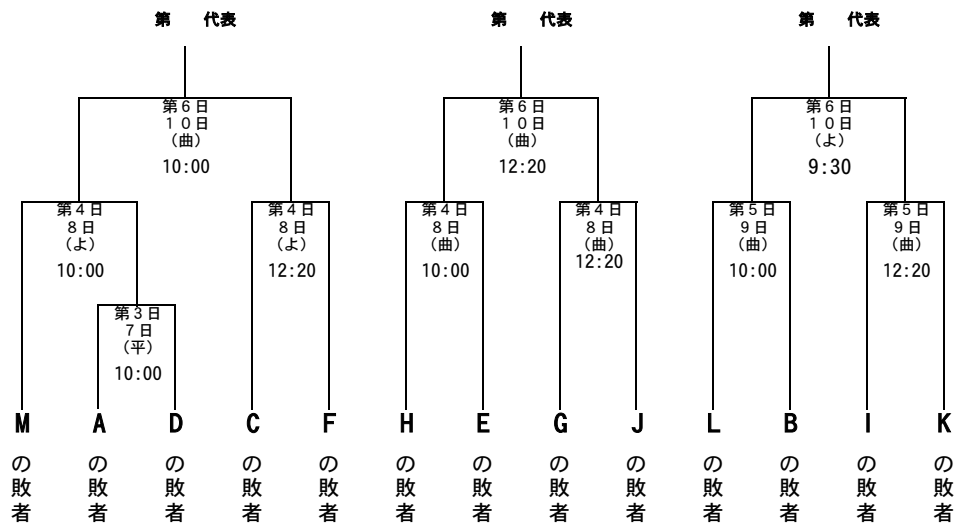 第　代表　第　代表　第　代表
第６日　第６日　第６日
１０日　１０日　１０日
（曲）　（曲）　（よ）
10:00　12:20　9:30
第４日　第４日　第４日　第４日　第５日　第５日
８日　８日　８日　８日　９日　９日
（よ）　（よ）　（曲）　（曲）　（曲）　（曲）
10:00　12:20　10:00　12:20　10:00　12:20
第３日
７日
（平）
10:00
M　A　D　C　F　H　E　G　J　L　B　I　K
の敗者　の敗者　の敗者　の敗者　の敗者　の敗者　の敗者　の敗者　の敗者　の敗者　の敗者　の敗者　の敗者